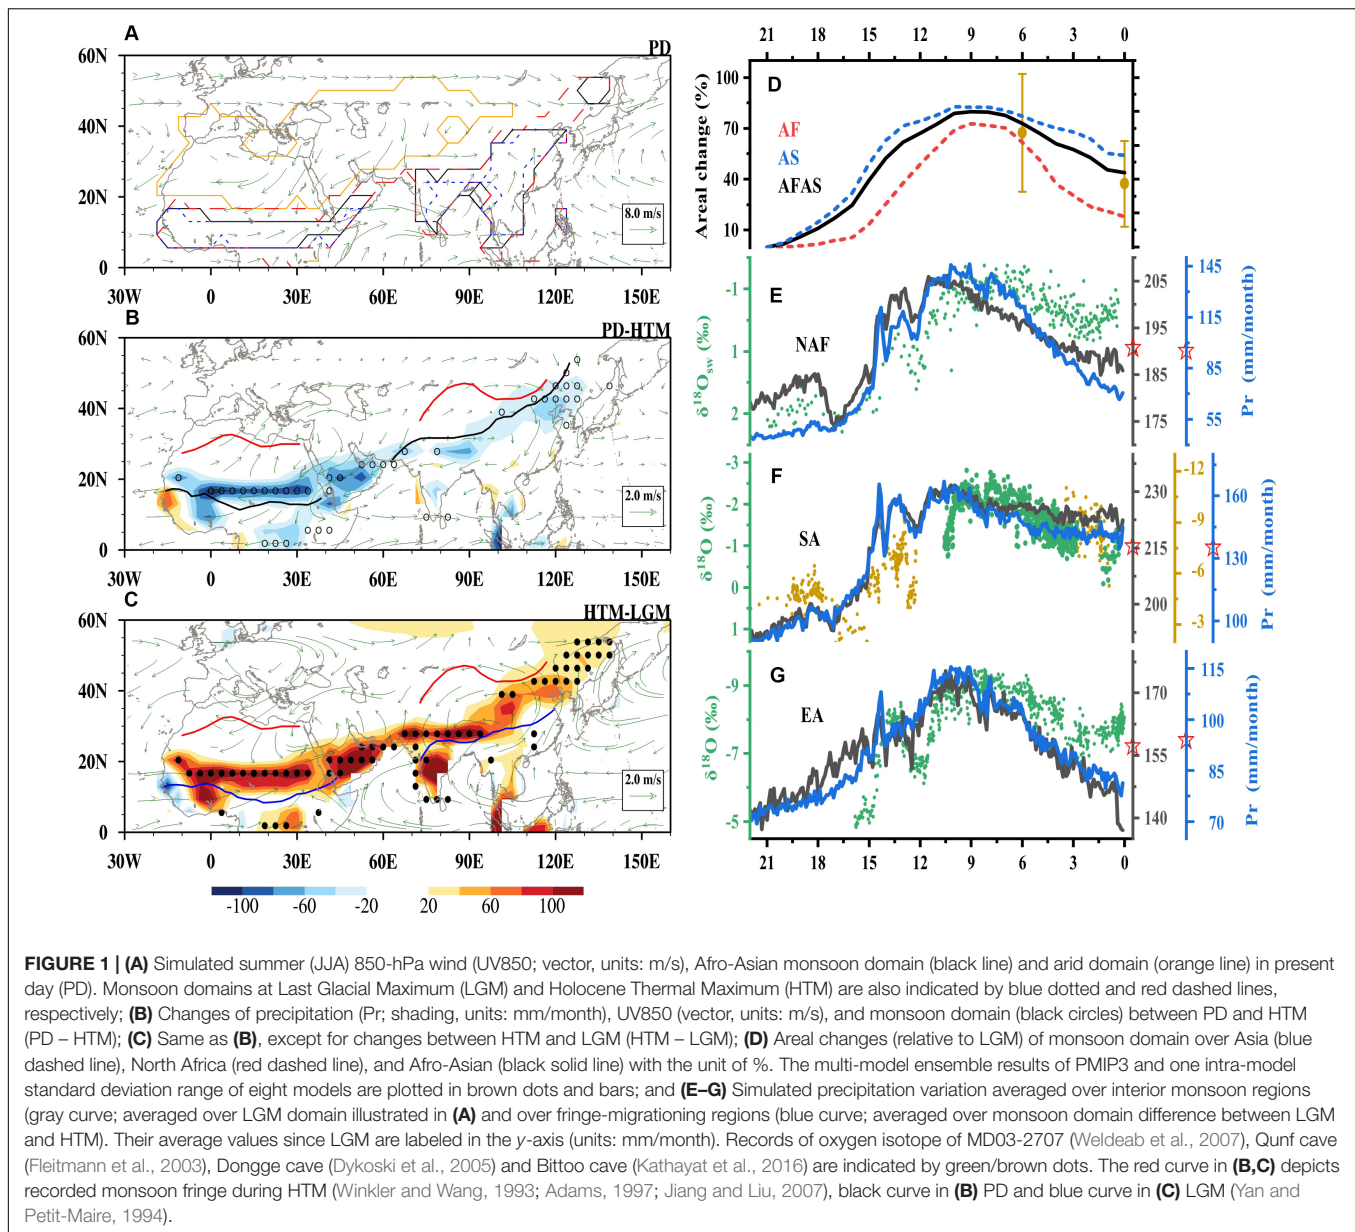 A
PD
60N
40N
20N
0
8.0 m/s
30W 0 30E 60E 90E 120E 150E
B
PD-HTM
60N
40N
20N
0
2.0 m/s
30W 0 30E 60E 90E 120E 150E
C
HTM-LGM
60N
40N
20N
0
2.0 m/s
30W 0 30E 60E 90E 120E 150E
-100 -60 -20 20 60 100
21 18 15 12 9 6 3 0
D
Areal change (%)
100
70
40
10
AF
AS
AFAS
E
NAF
δ18Osw (‰)
-1
1
2
205
195
185
175
145
115
85
55
Pr (mm/month)
F
SA
δ18O (‰)
-3
-2
-1
0
1
230
215
200
-12
-9
-6
-3
160
130
100
Pr (mm/month)
G
EA
δ18O (‰)
-9
-7
-5
170
155
140
115
100
85
70
Pr (mm/month)
21 18 15 12 9 6 3 0
FIGURE 1 | (A) Simulated summer (JJA) 850-hPa wind (UV850; vector, units: m/s), Afro-Asian monsoon domain (black line) and arid domain (orange line) in present
day (PD). Monsoon domains at Last Glacial Maximum (LGM) and Holocene Thermal Maximum (HTM) are also indicated by blue dotted and red dashed lines,
respectively; (B) Changes of precipitation (Pr; shading, units: mm/month), UV850 (vector, units: m/s), and monsoon domain (black circles) between PD and HTM
(PD – HTM); (C) Same as (B), except for changes between HTM and LGM (HTM – LGM); (D) Areal changes (relative to LGM) of monsoon domain over Asia (blue
dashed line), North Africa (red dashed line), and Afro-Asian (black solid line) with the unit of %. The multi-model ensemble results of PMIP3 and one intra-model
standard deviation range of eight models are plotted in brown dots and bars; and (E–G) Simulated precipitation variation averaged over interior monsoon regions
(gray curve; averaged over LGM domain illustrated in (A) and over fringe-migrationing regions (blue curve; averaged over monsoon domain difference between LGM
and HTM). Their average values since LGM are labeled in the y-axis (units: mm/month). Records of oxygen isotope of MD03-2707 (Weldeab et al., 2007), Qunf cave
(Fleitmann et al., 2003), Dongge cave (Dykoski et al., 2005) and Bittoo cave (Kathayat et al., 2016) are indicated by green/brown dots. The red curve in (B,C) depicts
recorded monsoon fringe during HTM (Winkler and Wang, 1993; Adams, 1997; Jiang and Liu, 2007), black curve in (B) PD and blue curve in (C) LGM (Yan and
Petit-Maire, 1994).